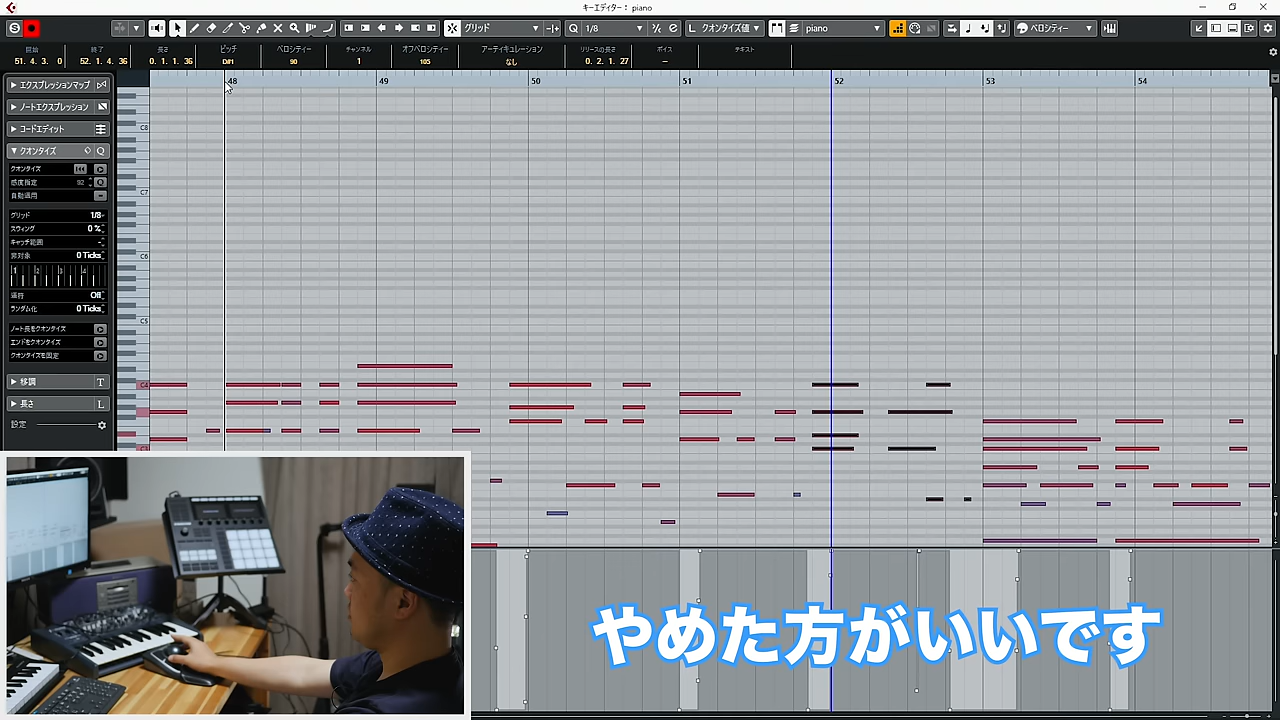 キーエディター： piano
グリッド
1/8
クオンタイズ値
piano
ベロシティー
開始 終了 長さ ピッチ ベロシティー チャンネル オフベロシティー アーティキュレーション リリースの長さ ボイス テキスト
51. 4. 3. 0 52. 1. 4. 36 0. 1. 1. 36 D#1 90 1 105 なし 0. 2. 1. 27 –
48 49 50 51 52 53 54
エクスプレッションマップ
ノートエクスプレッション
コードエディット
クオンタイズ
クオンタイズ
感度指定 92
自動適用
グリッド 1/8
スウィング 0 %
キャッチ範囲 -
非対象 0 Ticks
1 2 3 4
連符 Off
ランダム化 0 Ticks
ノート長をクオンタイズ
エンドをクオンタイズ
クオンタイズを固定
移調
長さ
設定
C8
C7
C6
C5
C4
C3
やめた方がいいです